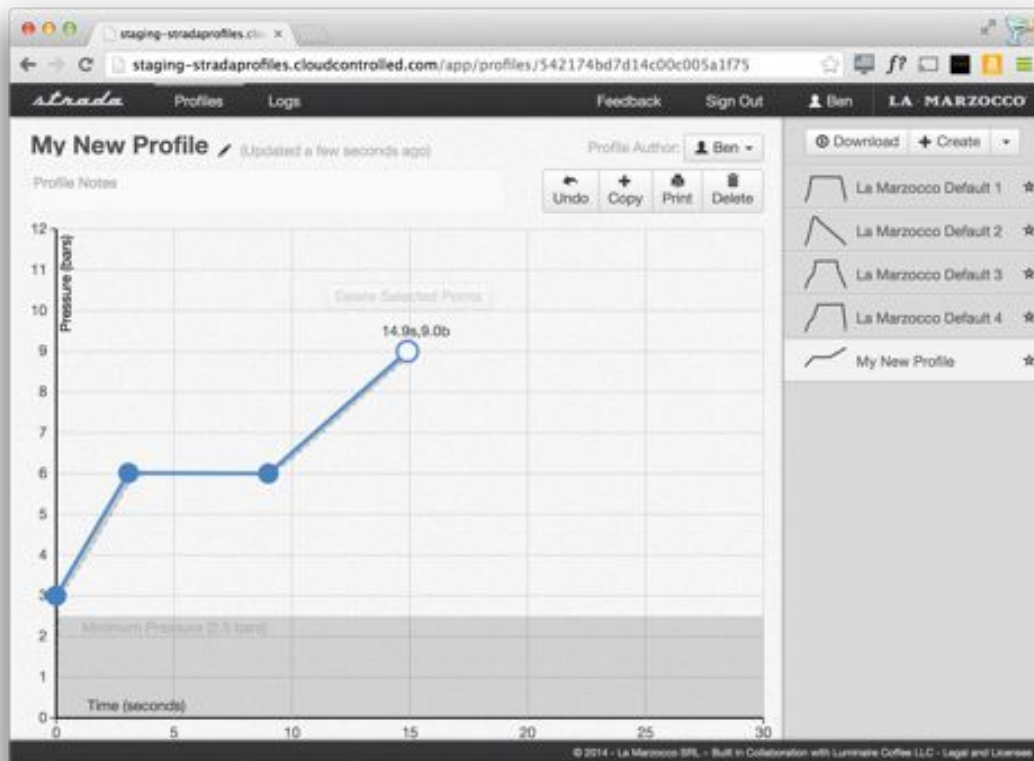 staging-stradaprofiles.clo
staging-stradaprofiles.cloudcontrolled.com/app/profiles/542174bd7d14c00c005a1f75
f?
strada
Profiles
Logs
Feedback
Sign Out
Ben
LA MARZOCCO
My New Profile
(Updated a few seconds ago)
Profile Author:
Ben
Profile Notes
Undo
Copy
Print
Delete
Download
Create
La Marzocco Default 1
La Marzocco Default 2
La Marzocco Default 3
La Marzocco Default 4
My New Profile
12
11
10
9
8
7
6
5
4
3
2
1
0
Pressure (bars)
Delete Selected Points
14.9s,9.0b
Minimum Pressure (2.5 bars)
Time (seconds)
0
5
10
15
20
25
30
© 2014 - La Marzocco SRL - Built in Collaboration with Luminaire Coffee LLC - Legal and Licenses